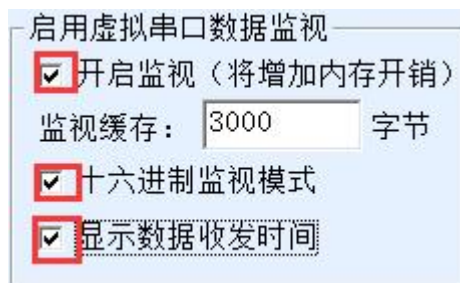 启用虚拟串口数据监视
开启监视（将增加内存开销）
监视缓存： 3000 字节
十六进制监视模式
显示数据收发时间